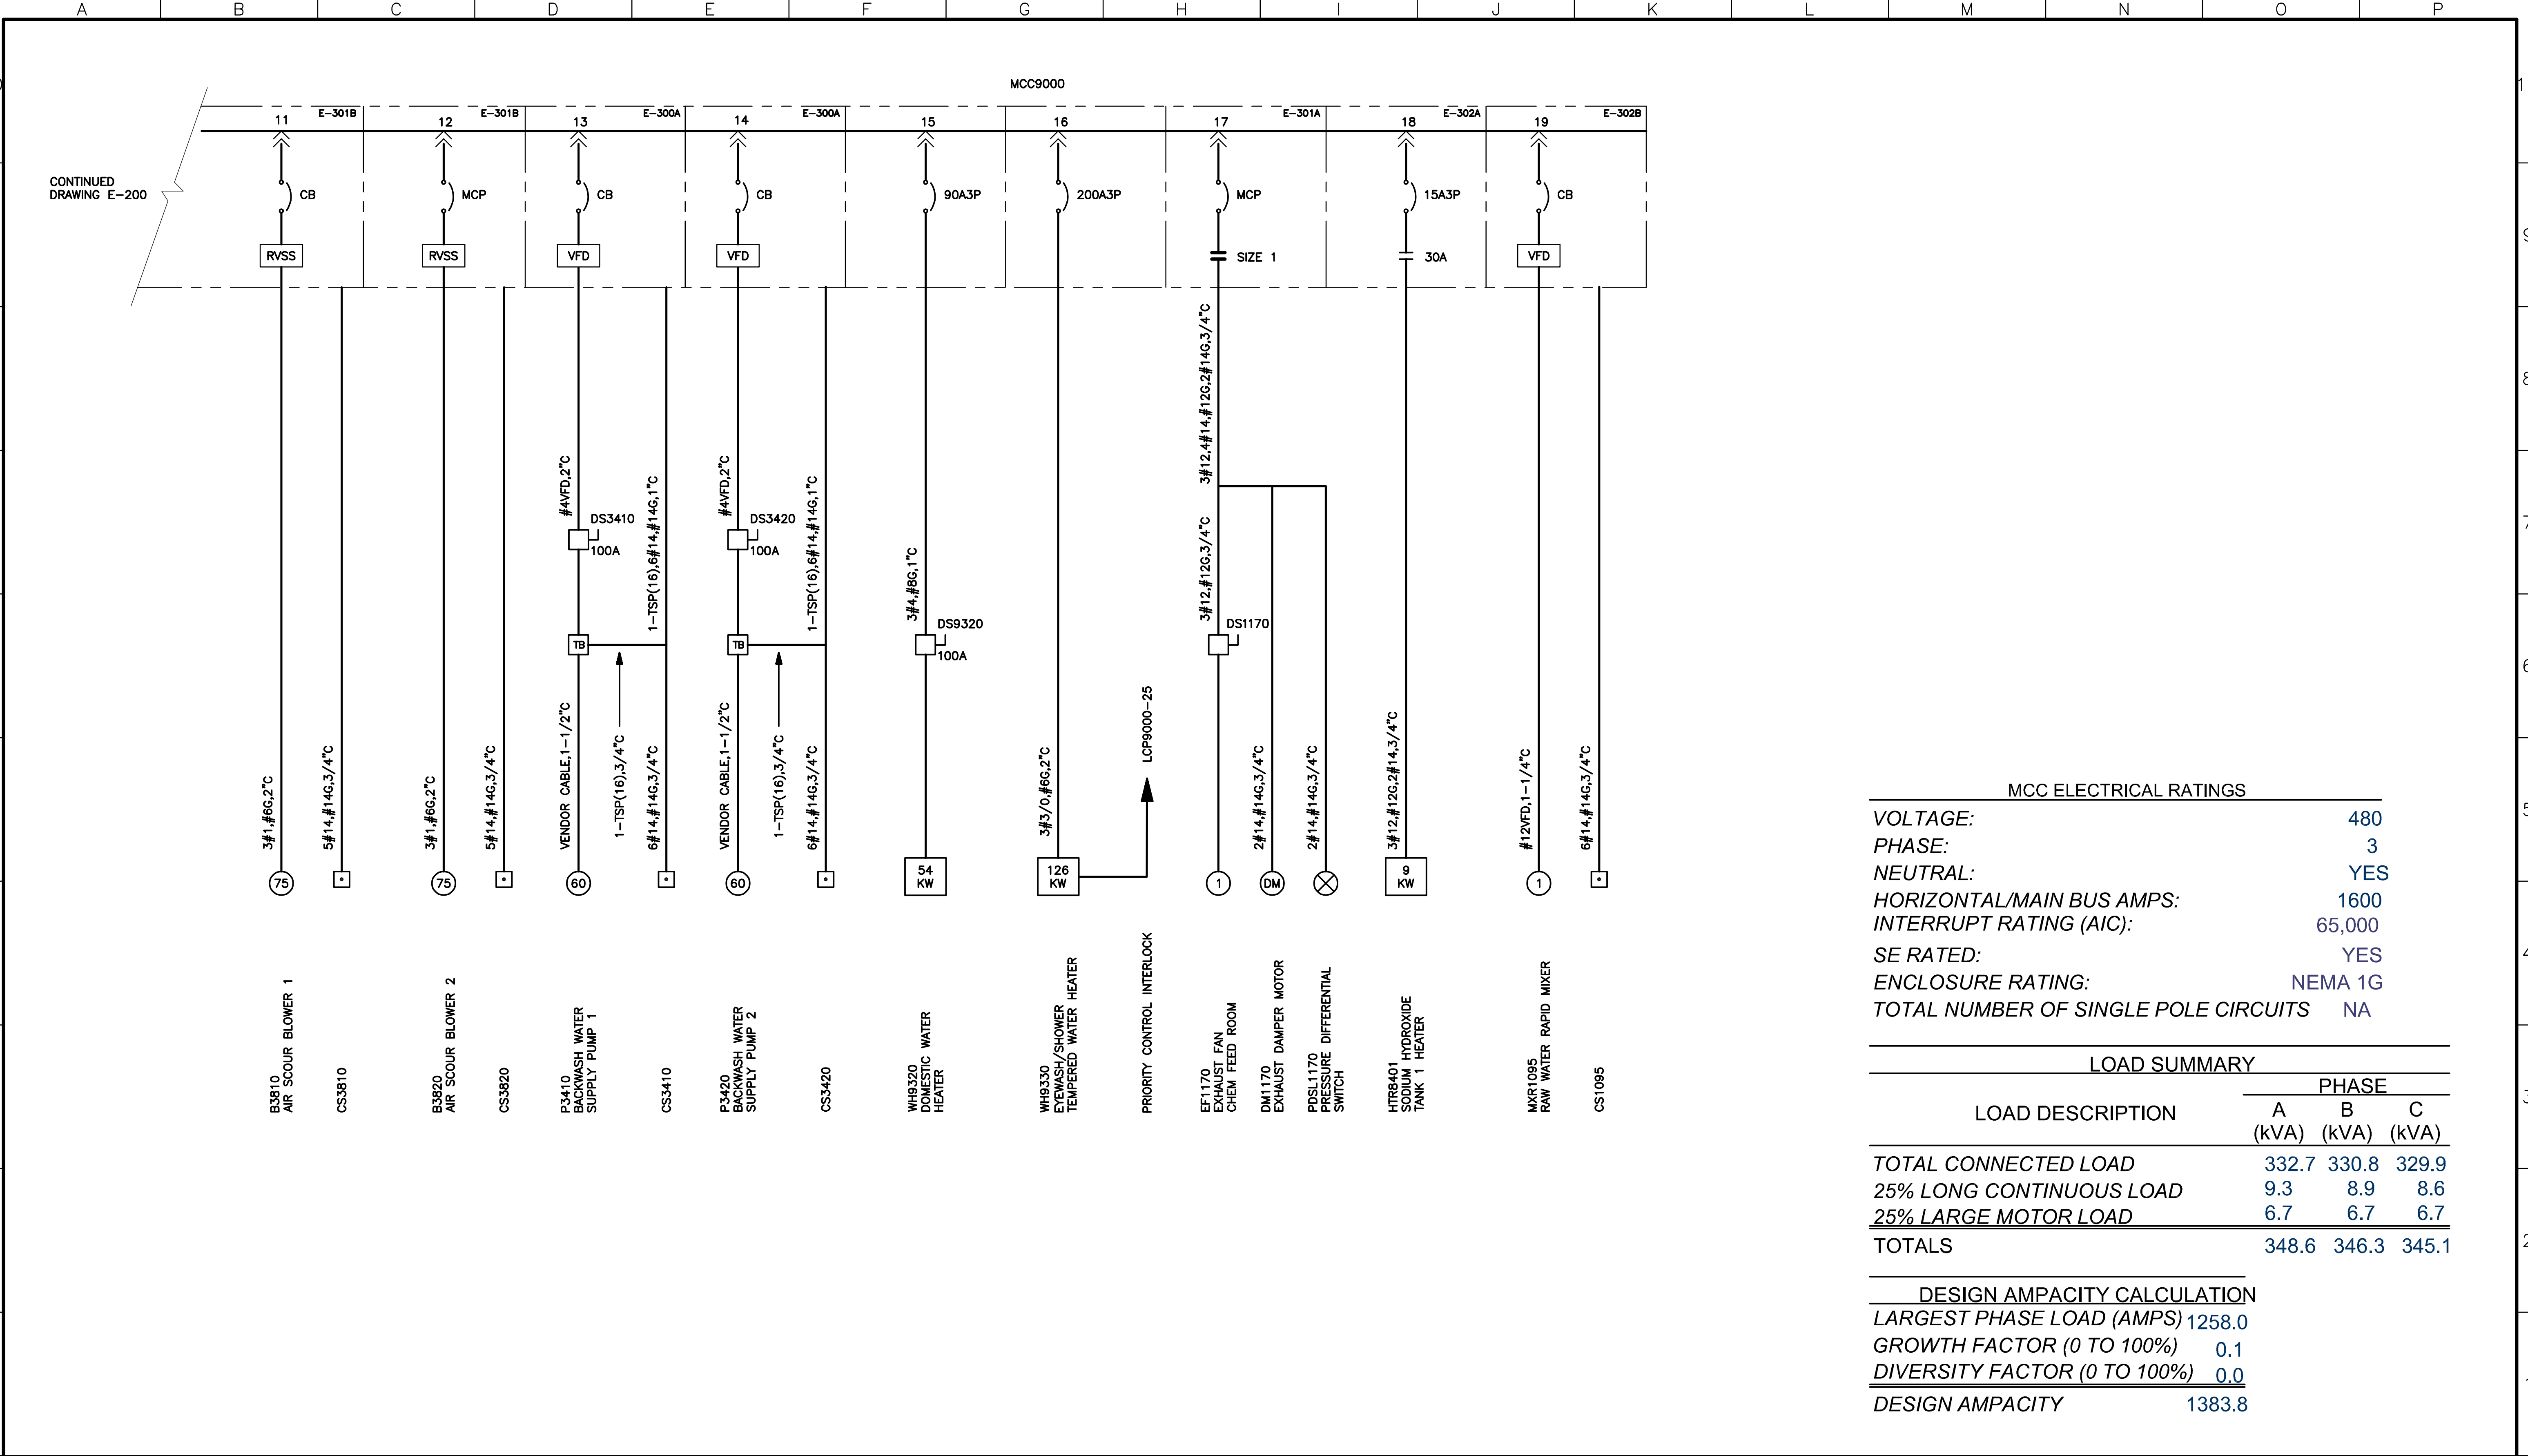 A B C D E F G H I J K L M N O P
MCC9000
11 E-301B 12 E-301B 13 E-300A 14 E-300A 15 16 17 E-301A 18 E-302A 19 E-302B
CONTINUED
DRAWING E-200
CB MCP CB CB 90A3P 200A3P MCP 15A3P CB
RVSS RVSS VFD VFD SIZE 1 30A VFD
3#12,4#14,#12G,2#14G,3/4"C
#4VFD,2"C
1-TSP(16),6#14,#14G,1"C
#4VFD,2"C
1-TSP(16),6#14,#14G,1"C
DS3410
100A
DS3420
100A
3#4,#8G,1"C
3#12,#12G,3/4"C
TB
TB
DS9320
100A
DS1170
3#1,#6G,2"C
5#14,#14G,3/4"C
3#1,#6G,2"C
5#14,#14G,3/4"C
VENDOR CABLE,1-1/2"C
1-TSP(16),3/4"C
6#14,#14G,3/4"C
VENDOR CABLE,1-1/2"C
1-TSP(16),3/4"C
6#14,#14G,3/4"C
3#3/0,#6G,2"C
LCP9000-25
2#14,#14G,3/4"C
2#14,#14G,3/4"C
3#12,#12G,2#14,3/4"C
#12VFD,1-1/4"C
6#14,#14G,3/4"C
75
75
60
60
54
KW
126
KW
1
DM
9
KW
1
B3810
AIR SCOUR BLOWER 1
CS3810
B3820
AIR SCOUR BLOWER 2
CS3820
P3410
BACKWASH WATER
SUPPLY PUMP 1
CS3410
P3420
BACKWASH WATER
SUPPLY PUMP 2
CS3420
WH9320
DOMESTIC WATER
HEATER
WH9330
EYEWASH/SHOWER
TEMPERED WATER HEATER
PRIORITY CONTROL INTERLOCK
EF1170
EXHAUST FAN
CHEM FEED ROOM
DM1170
EXHAUST DAMPER MOTOR
PDSL1170
PRESSURE DIFFERENTIAL
SWITCH
HTR8401
SODIUM HYDROXIDE
TANK 1 HEATER
MXR1095
RAW WATER RAPID MIXER
CS1095
MCC ELECTRICAL RATINGS
VOLTAGE: 480
PHASE: 3
NEUTRAL: YES
HORIZONTAL/MAIN BUS AMPS: 1600
INTERRUPT RATING (AIC): 65,000
SE RATED: YES
ENCLOSURE RATING: NEMA 1G
TOTAL NUMBER OF SINGLE POLE CIRCUITS NA
LOAD SUMMARY
PHASE
LOAD DESCRIPTION A B C
(kVA) (kVA) (kVA)
TOTAL CONNECTED LOAD 332.7 330.8 329.9
25% LONG CONTINUOUS LOAD 9.3 8.9 8.6
25% LARGE MOTOR LOAD 6.7 6.7 6.7
TOTALS 348.6 346.3 345.1
DESIGN AMPACITY CALCULATION
LARGEST PHASE LOAD (AMPS) 1258.0
GROWTH FACTOR (0 TO 100%) 0.1
DIVERSITY FACTOR (0 TO 100%) 0.0
DESIGN AMPACITY 1383.8